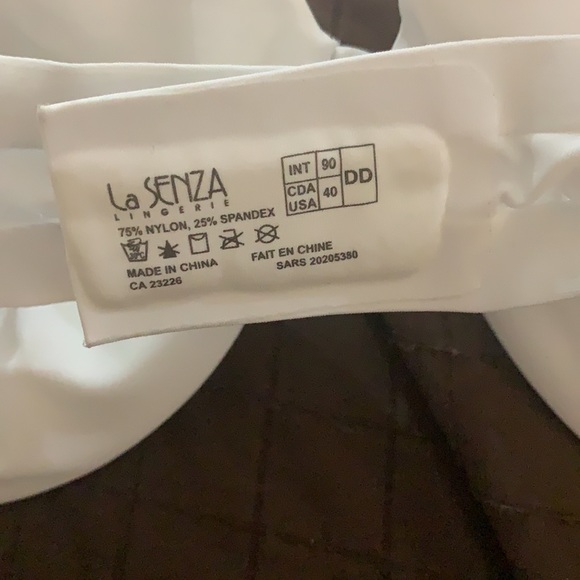 La SENZA
LINGERIE
75% NYLON, 25% SPANDEX
MADE IN CHINA
CA 23226
FAIT EN CHINE
SARS 20205380
INT 90
CDA
USA 40
DD